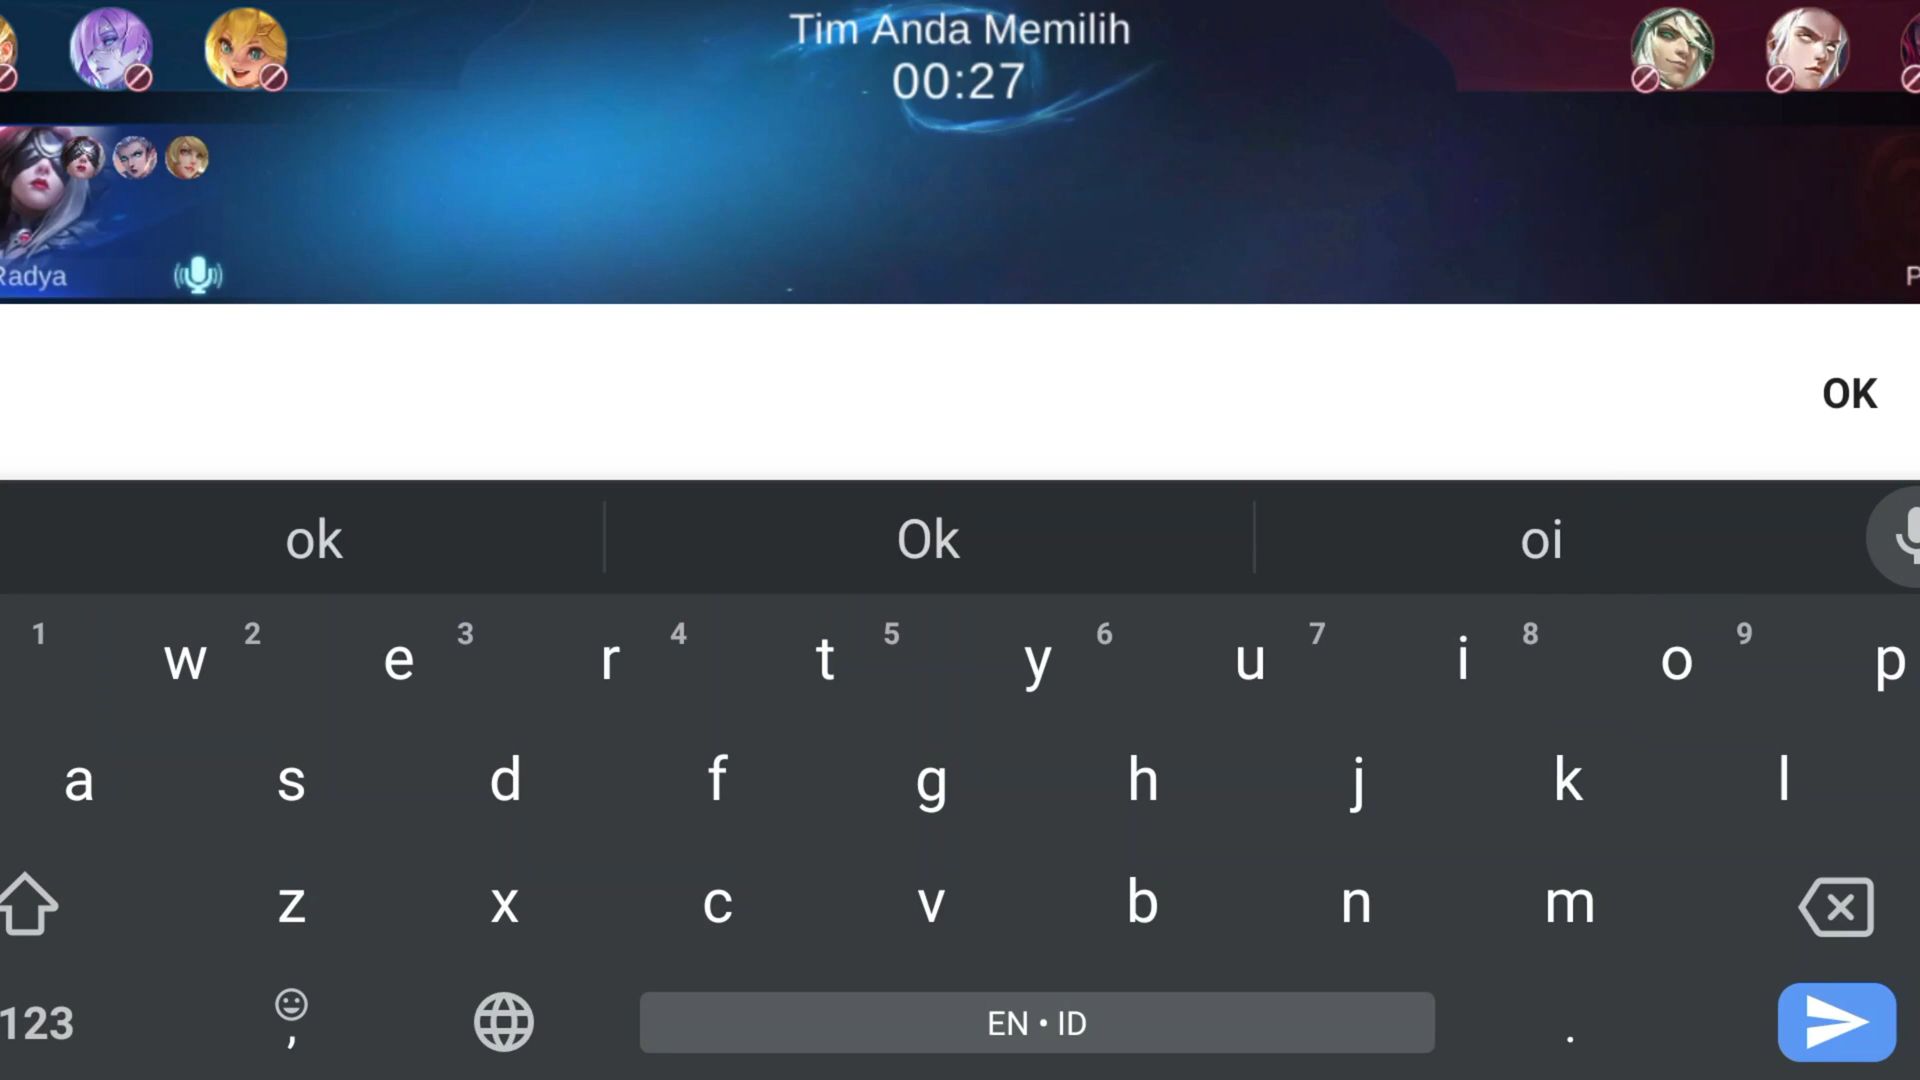 Tim Anda Memilih
00:27
Radya
P
OK
ok Ok oi
1 2 3 4 5 6 7 8 9
w e r t y u i o p
a s d f g h j k l
z x c v b n m
123 , EN • ID .